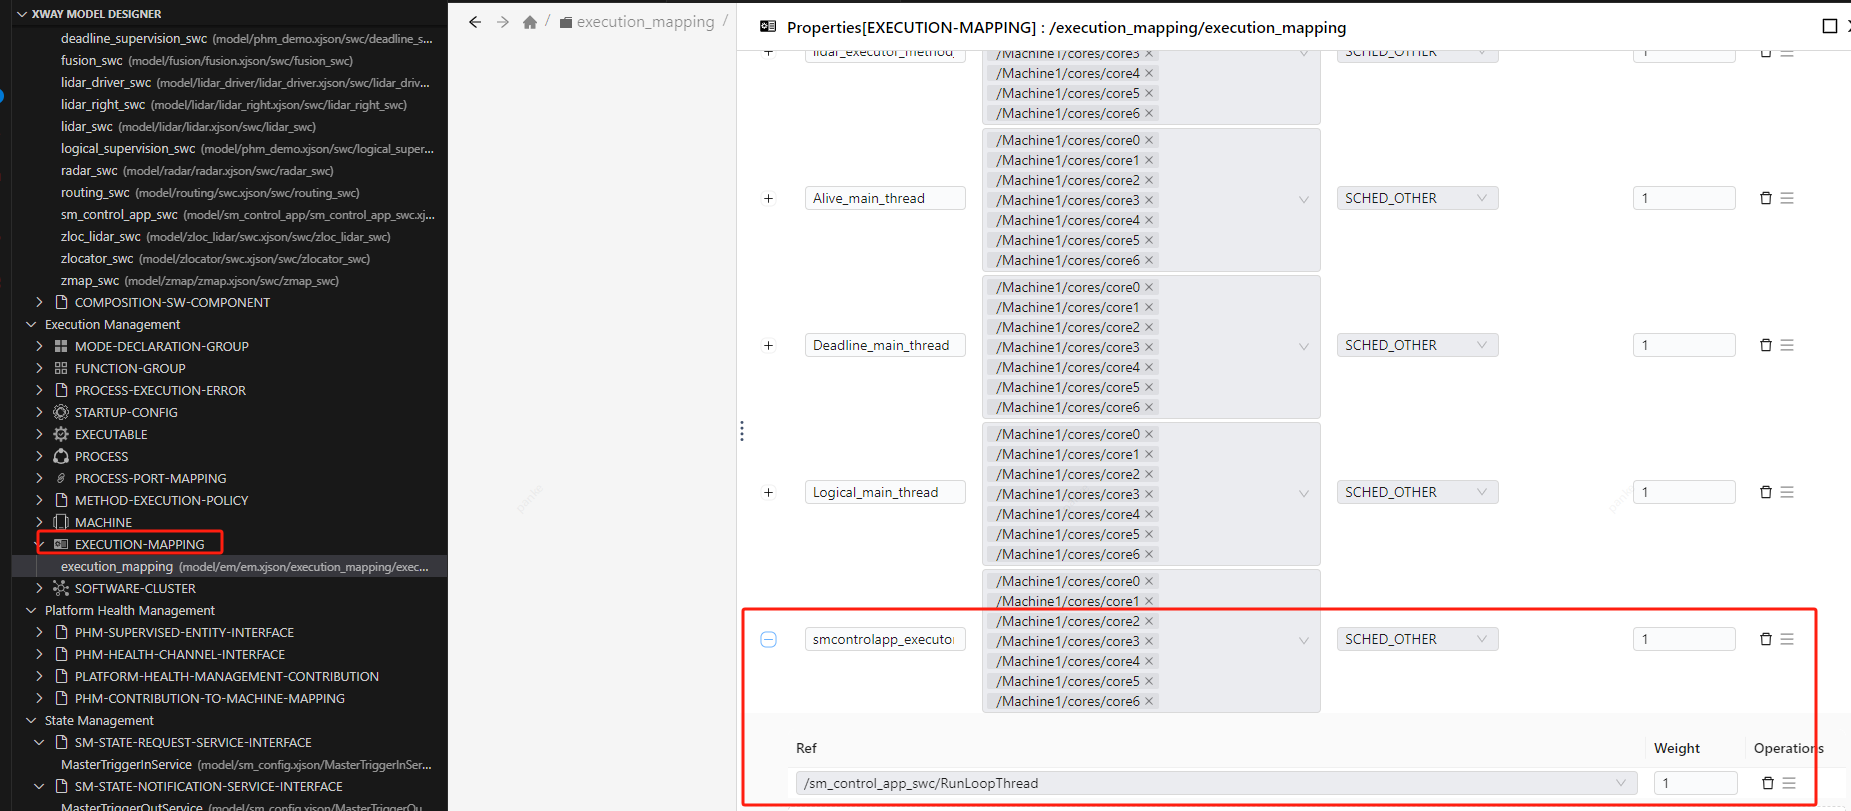 XWAY MODEL DESIGNER
deadline_supervision_swc (model/phm_demo.xjson/swc/deadline_s...
fusion_swc (model/fusion/fusion.xjson/swc/fusion_swc)
lidar_driver_swc (model/lidar_driver/lidar_driver.xjson/swc/lidar_driv...
lidar_right_swc (model/lidar/lidar_right.xjson/swc/lidar_right_swc)
lidar_swc (model/lidar/lidar.xjson/swc/lidar_swc)
logical_supervision_swc (model/phm_demo.xjson/swc/logical_super...
radar_swc (model/radar/radar.xjson/swc/radar_swc)
routing_swc (model/routing/swc.xjson/swc/routing_swc)
sm_control_app_swc (model/sm_control_app/sm_control_app_swc.xj...
zloc_lidar_swc (model/zloc_lidar/swc.xjson/swc/zloc_lidar_swc)
zlocator_swc (model/zlocator/swc.xjson/swc/zlocator_swc)
zmap_swc (model/zmap/zmap.xjson/swc/zmap_swc)
COMPOSITION-SW-COMPONENT
Execution Management
MODE-DECLARATION-GROUP
FUNCTION-GROUP
PROCESS-EXECUTION-ERROR
STARTUP-CONFIG
EXECUTABLE
PROCESS
PROCESS-PORT-MAPPING
METHOD-EXECUTION-POLICY
MACHINE
EXECUTION-MAPPING
execution_mapping (model/em/em.xjson/execution_mapping/exec...
SOFTWARE-CLUSTER
Platform Health Management
PHM-SUPERVISED-ENTITY-INTERFACE
PHM-HEALTH-CHANNEL-INTERFACE
PLATFORM-HEALTH-MANAGEMENT-CONTRIBUTION
PHM-CONTRIBUTION-TO-MACHINE-MAPPING
State Management
SM-STATE-REQUEST-SERVICE-INTERFACE
MasterTriggerInService (model/sm_config.xjson/MasterTriggerInSer...
SM-STATE-NOTIFICATION-SERVICE-INTERFACE
MasterTriggerOutService (model/sm_config.xjson/MasterTriggerOu...
/ execution_mapping /
Properties[EXECUTION-MAPPING] : /execution_mapping/execution_mapping
lidar_executor_method
/Machine1/cores/core3
/Machine1/cores/core4
/Machine1/cores/core5
/Machine1/cores/core6
SCHED_OTHER
1
Alive_main_thread
/Machine1/cores/core0
/Machine1/cores/core1
/Machine1/cores/core2
/Machine1/cores/core3
/Machine1/cores/core4
/Machine1/cores/core5
/Machine1/cores/core6
SCHED_OTHER
1
Deadline_main_thread
/Machine1/cores/core0
/Machine1/cores/core1
/Machine1/cores/core2
/Machine1/cores/core3
/Machine1/cores/core4
/Machine1/cores/core5
/Machine1/cores/core6
SCHED_OTHER
1
Logical_main_thread
/Machine1/cores/core0
/Machine1/cores/core1
/Machine1/cores/core2
/Machine1/cores/core3
/Machine1/cores/core4
/Machine1/cores/core5
/Machine1/cores/core6
SCHED_OTHER
1
smcontrolapp_executo
/Machine1/cores/core0
/Machine1/cores/core1
/Machine1/cores/core2
/Machine1/cores/core3
/Machine1/cores/core4
/Machine1/cores/core5
/Machine1/cores/core6
SCHED_OTHER
1
Ref Weight Operations
/sm_control_app_swc/RunLoopThread 1